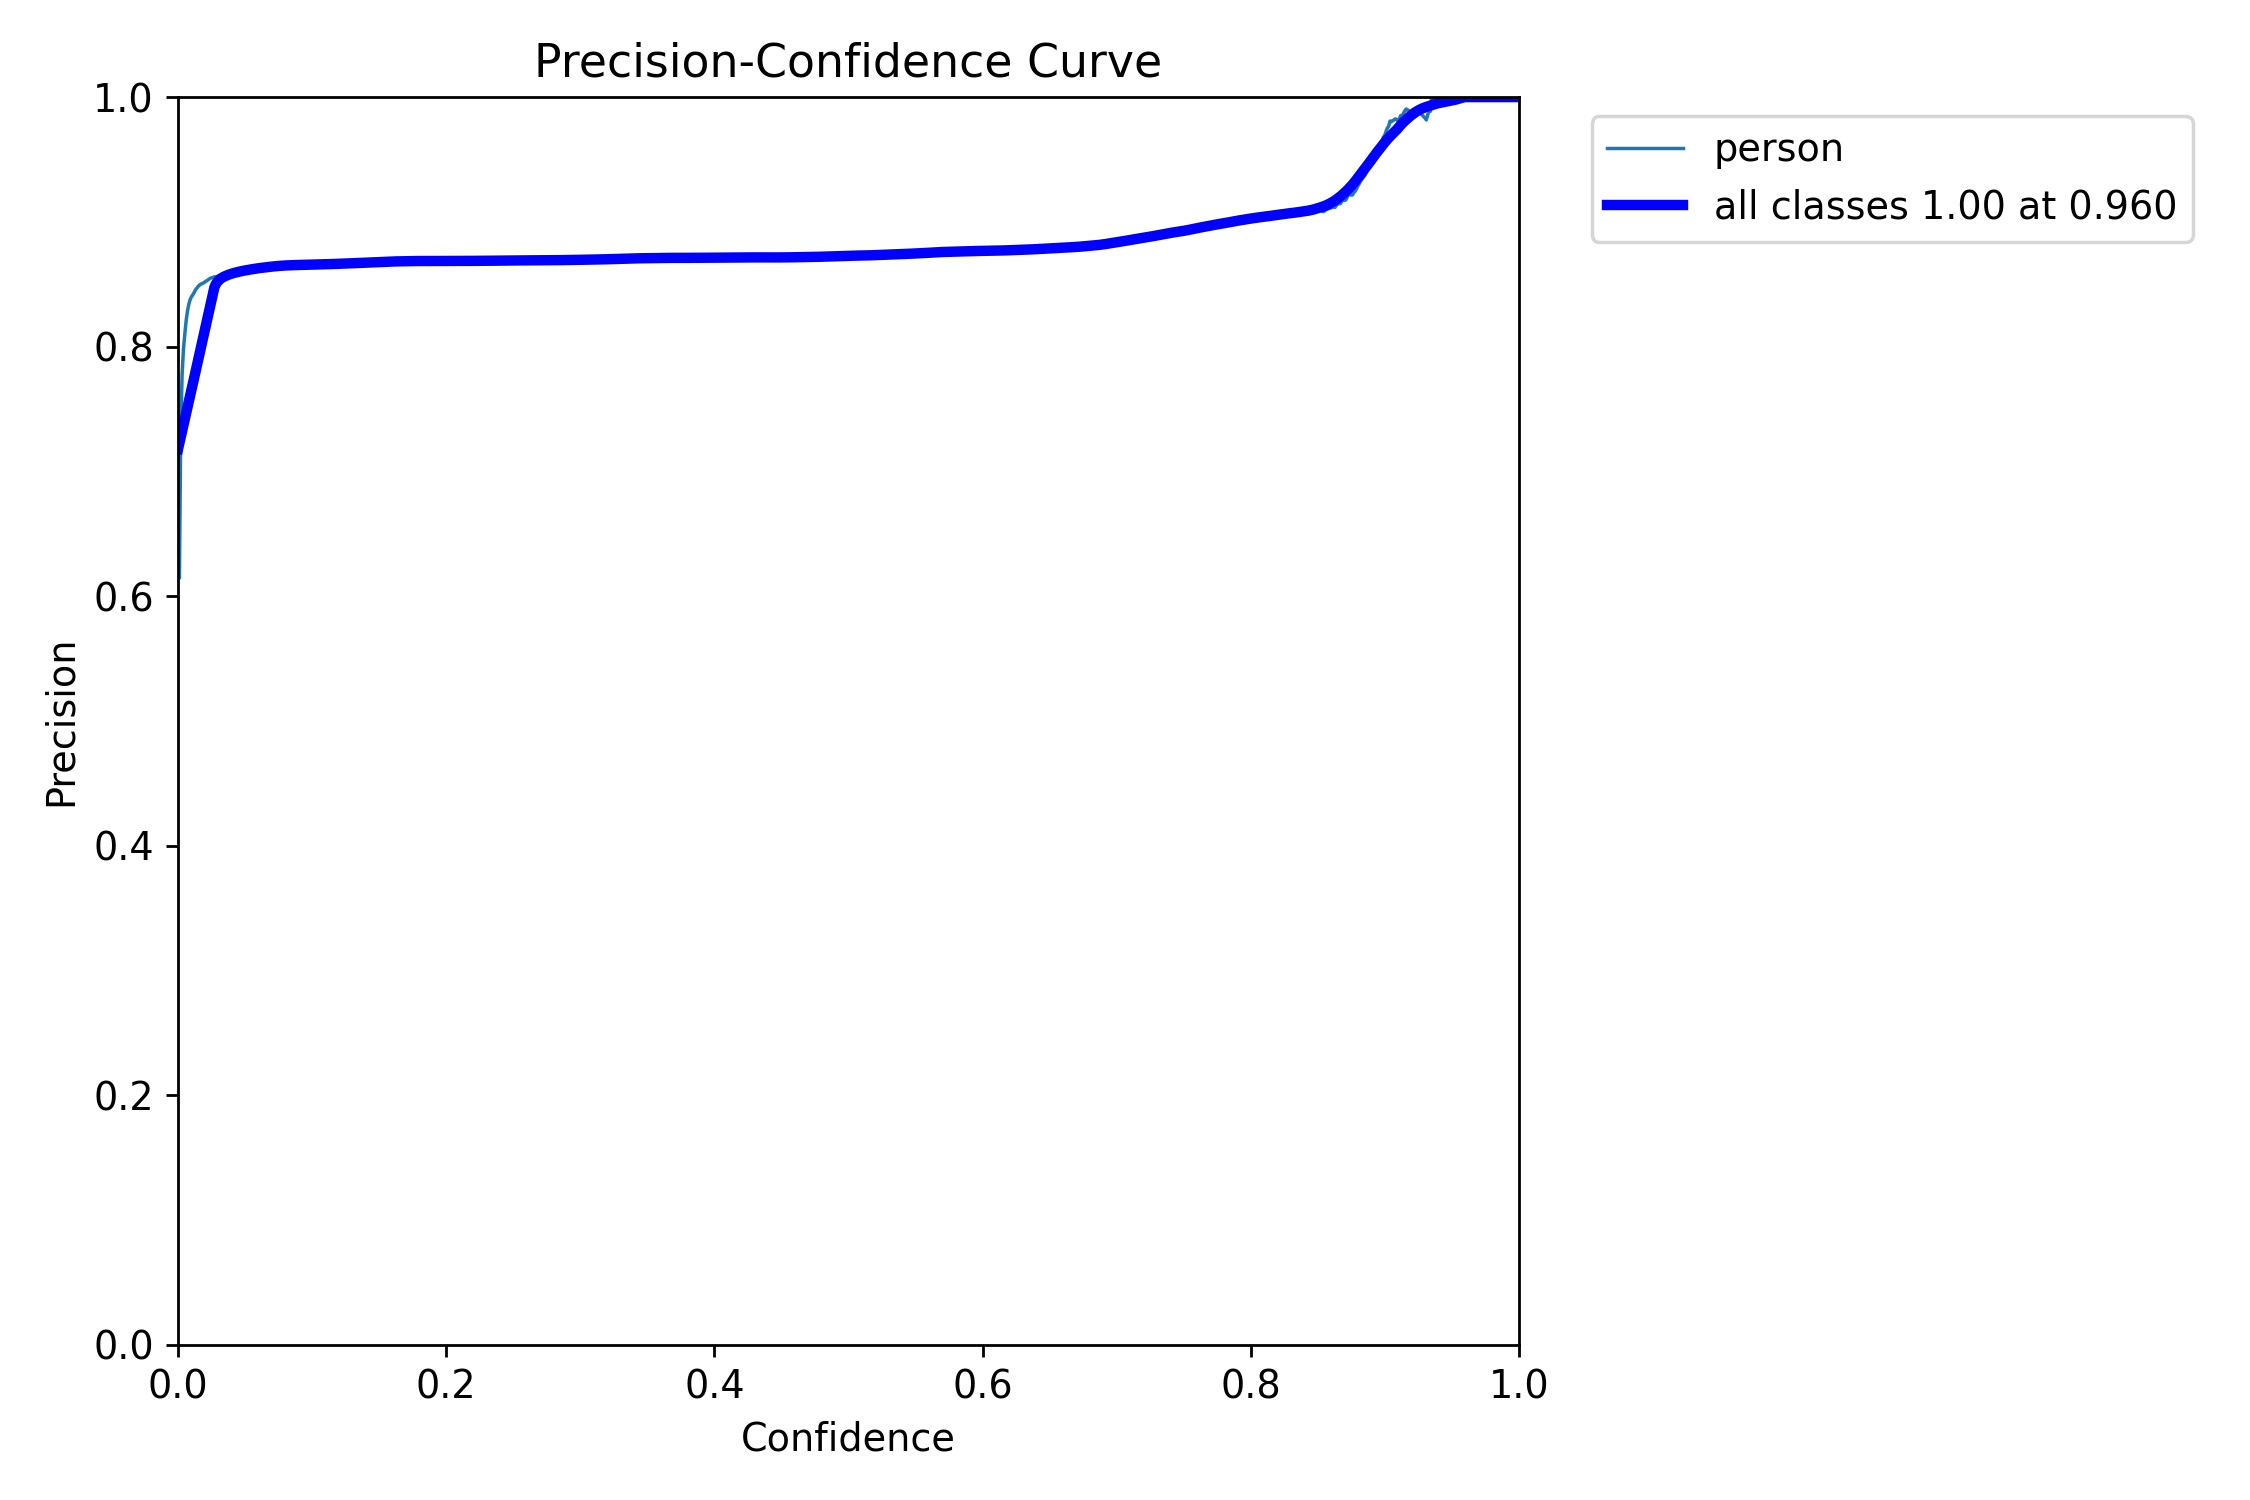 Precision-Confidence Curve
1.0
0.8
0.6
0.4
0.2
0.0
Precision
0.0 0.2 0.4 0.6 0.8 1.0
Confidence
person
all classes 1.00 at 0.960